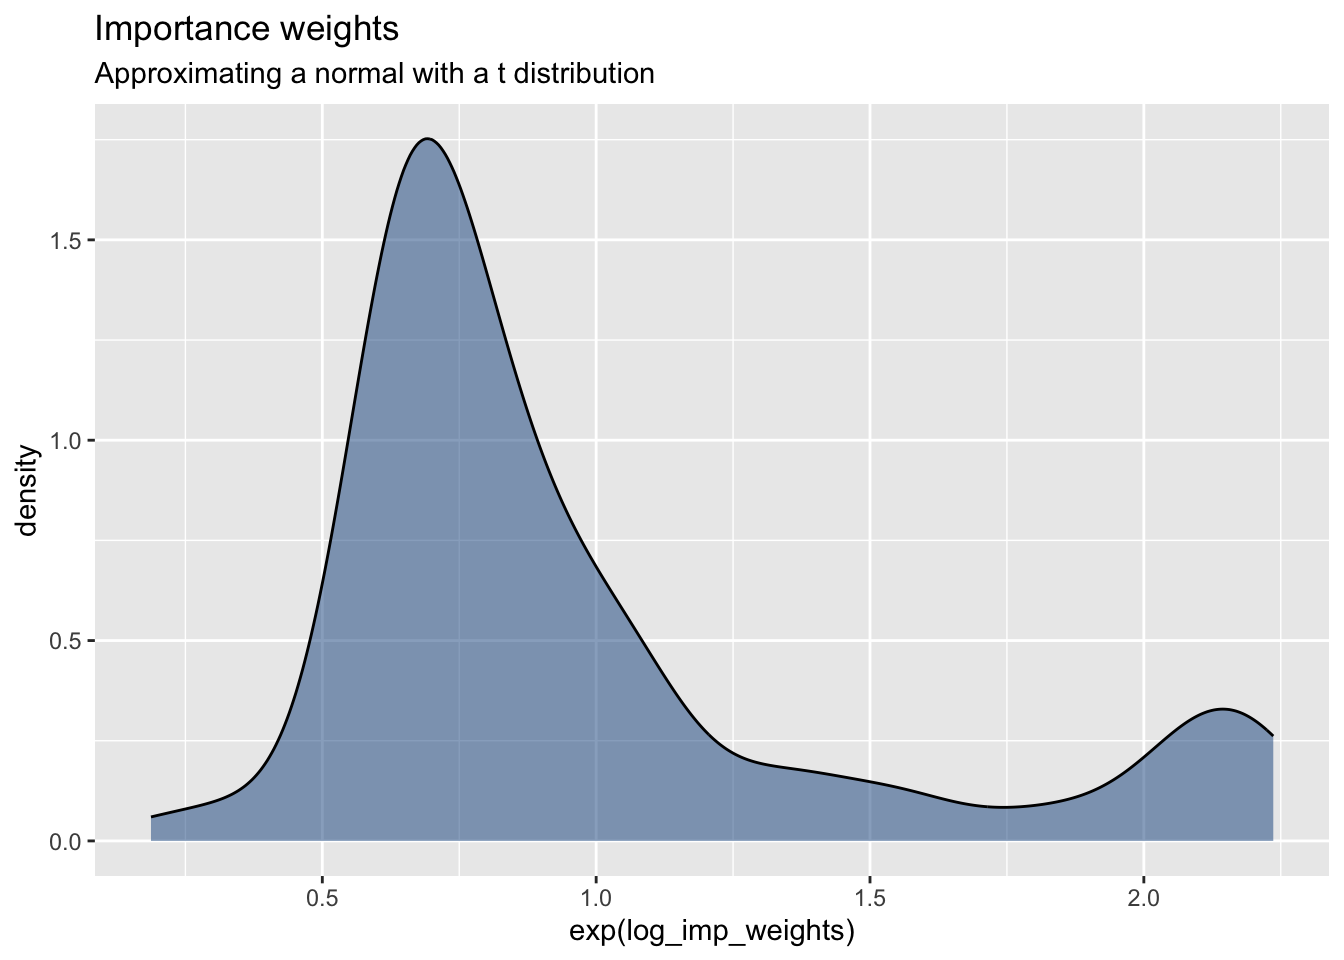 Importance weights
Approximating a normal with a t distribution
density
1.5
1.0
0.5
0.0
0.5 1.0 1.5 2.0
exp(log_imp_weights)